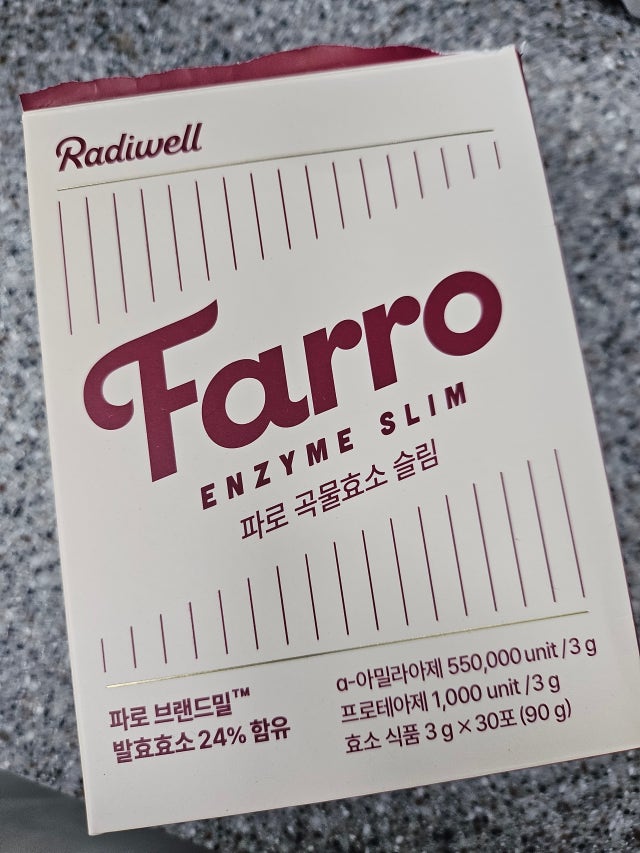 Radiwell
Farro
ENZYME SLIM
파로 곡물효소 슬림
파로 브랜드밀™
발효효소 24% 함유
α-아밀라아제 550,000 unit / 3 g
프로테아제 1,000 unit / 3 g
효소 식품 3 g × 30포 (90 g)